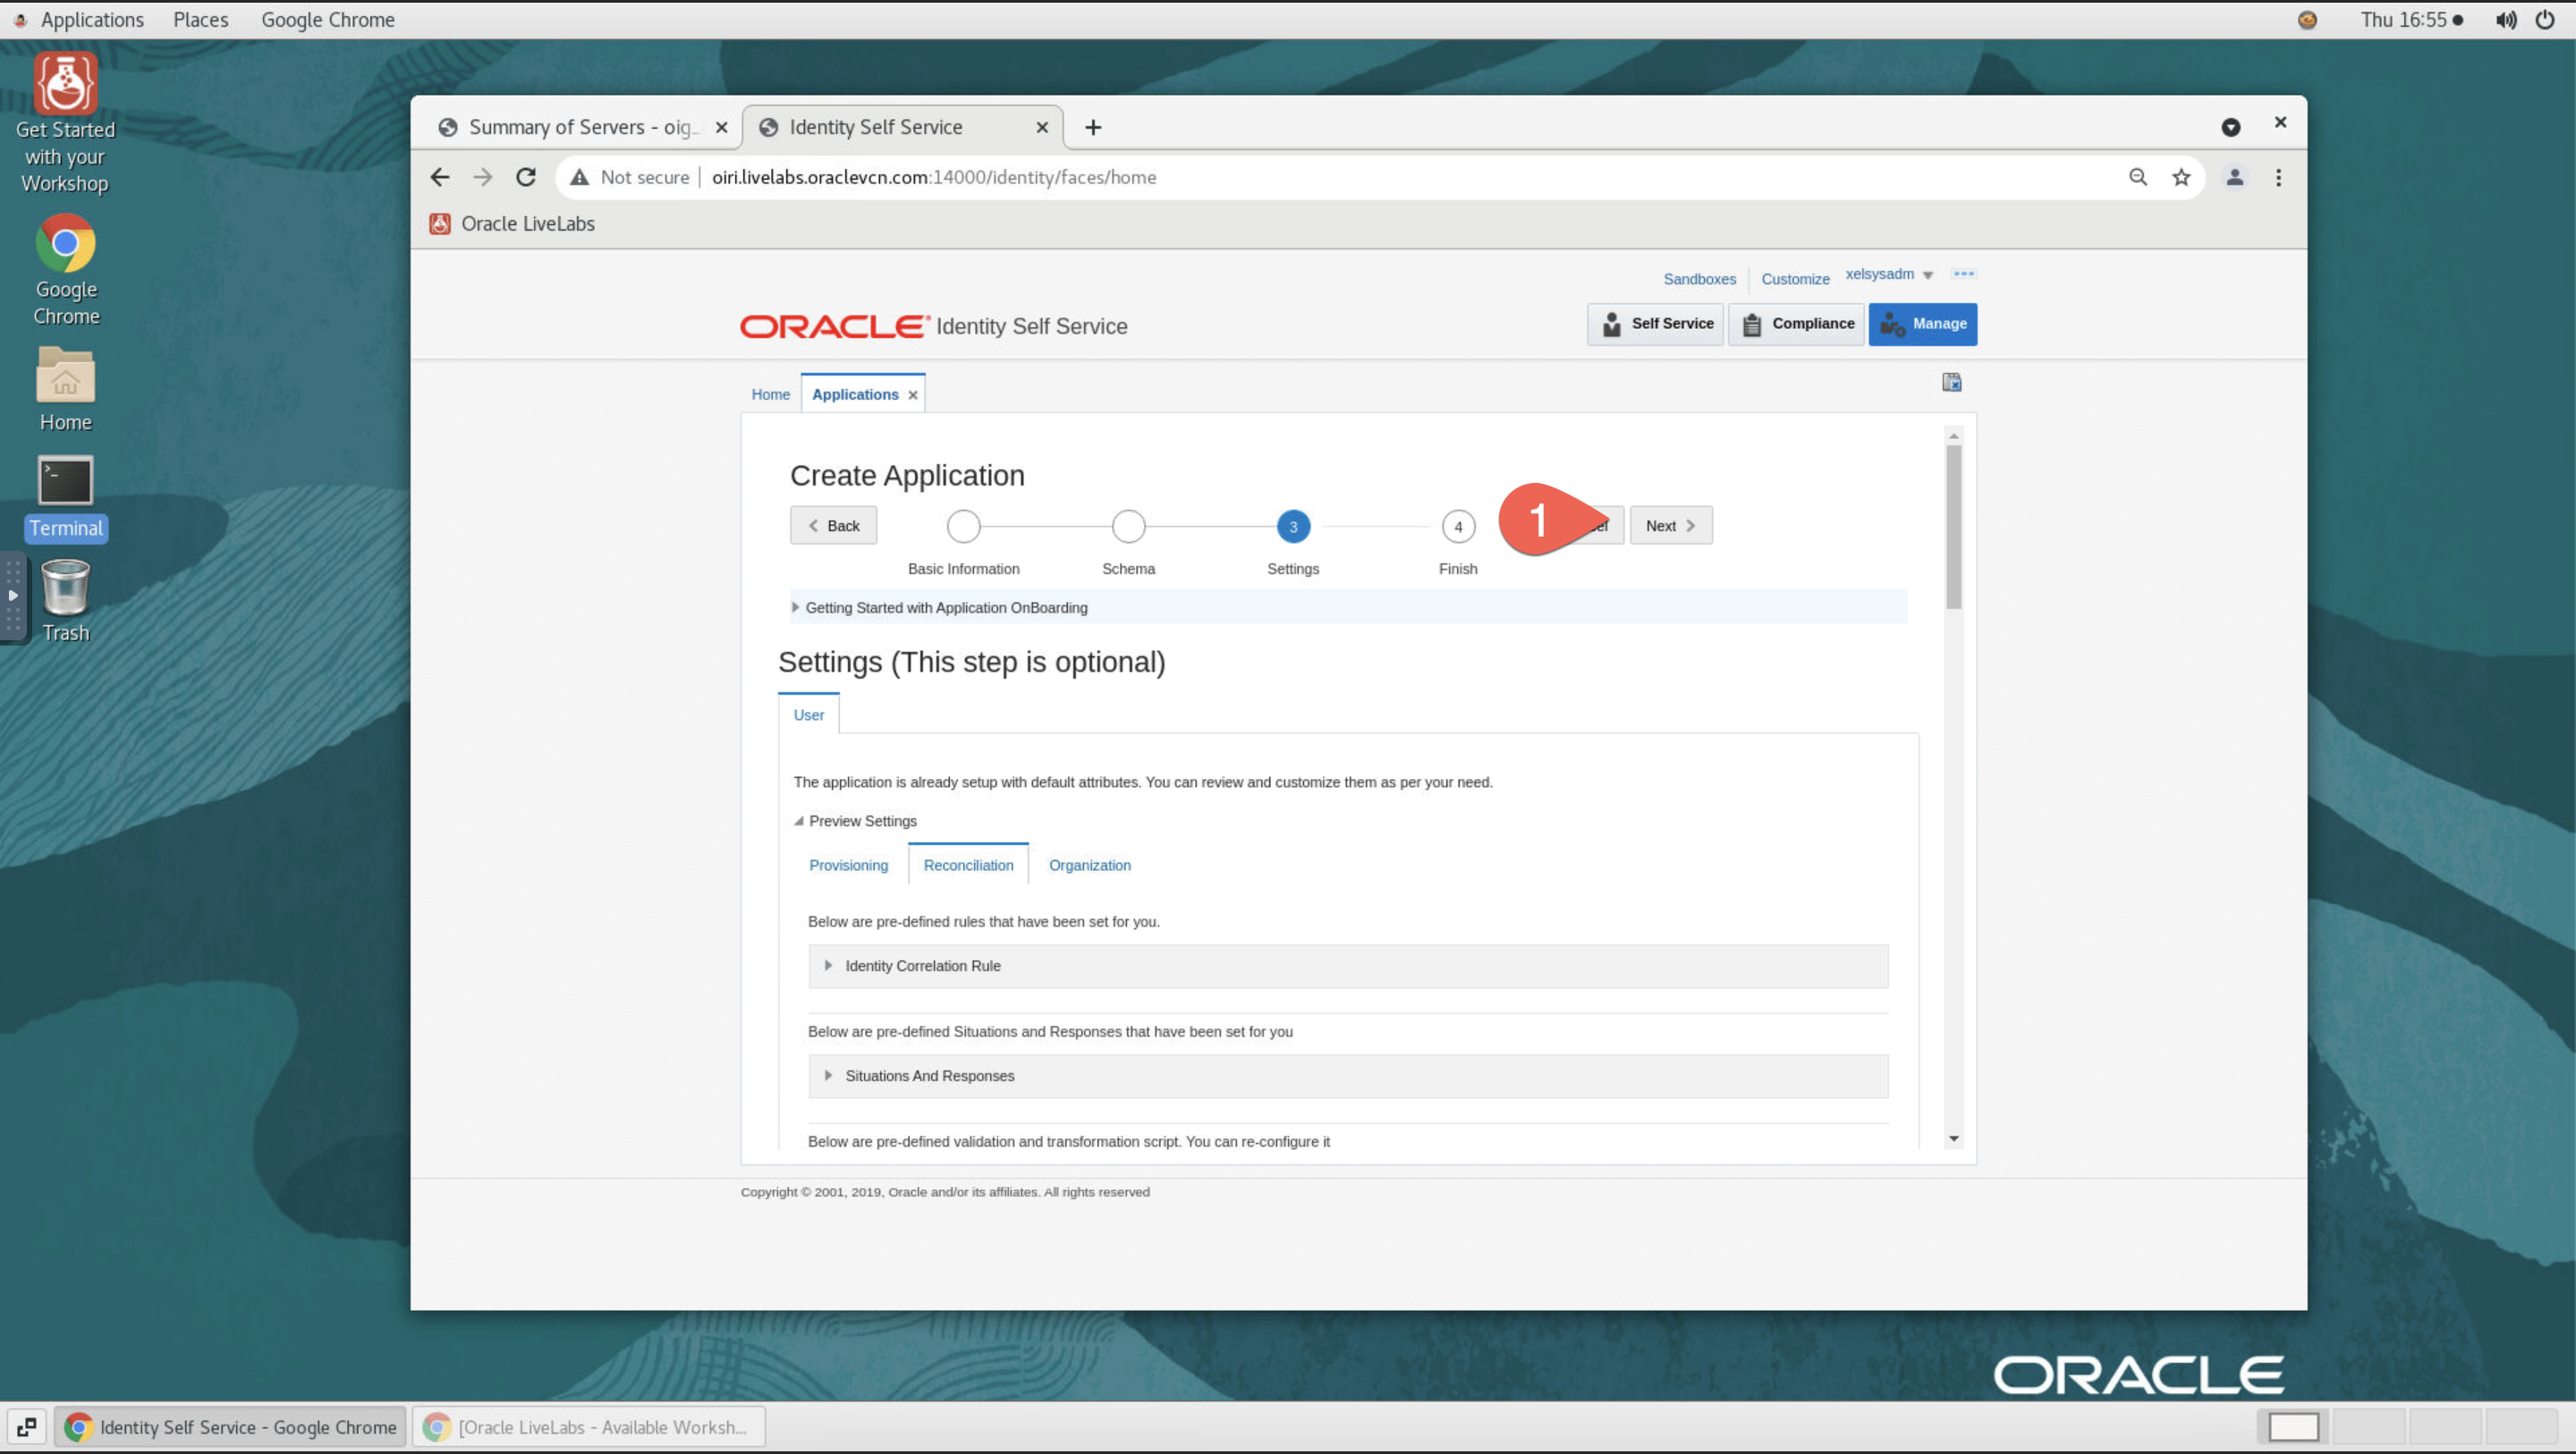 Applications Places Google Chrome Thu 16:55
Get Started
with your
Workshop
Google
Chrome
Home
Terminal
Trash
Summary of Servers - oig_
Identity Self Service
Not secure oiri.livelabs.oraclevcn.com:14000/identity/faces/home
Oracle LiveLabs
Sandboxes Customize xelsysadm
ORACLE Identity Self Service
Self Service Compliance Manage
Home Applications
Create Application
Back 3 4 1 Next
Basic Information Schema Settings Finish
Getting Started with Application OnBoarding
Settings (This step is optional)
User
The application is already setup with default attributes. You can review and customize them as per your need.
Preview Settings
Provisioning Reconciliation Organization
Below are pre-defined rules that have been set for you.
Identity Correlation Rule
Below are pre-defined Situations and Responses that have been set for you
Situations And Responses
Below are pre-defined validation and transformation script. You can re-configure it
Copyright © 2001, 2019, Oracle and/or its affiliates. All rights reserved
ORACLE
Identity Self Service - Google Chrome [Oracle LiveLabs - Available Worksh...